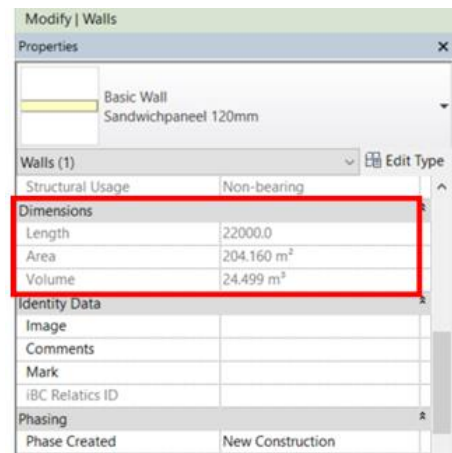 Modify | Walls
Properties
Basic Wall
Sandwichpaneel 120mm
Walls (1) Edit Type
Structural Usage Non-bearing
Dimensions
Length 22000.0
Area 204.160 m²
Volume 24.499 m³
Identity Data
Image
Comments
Mark
iBC Relatics ID
Phasing
Phase Created New Construction